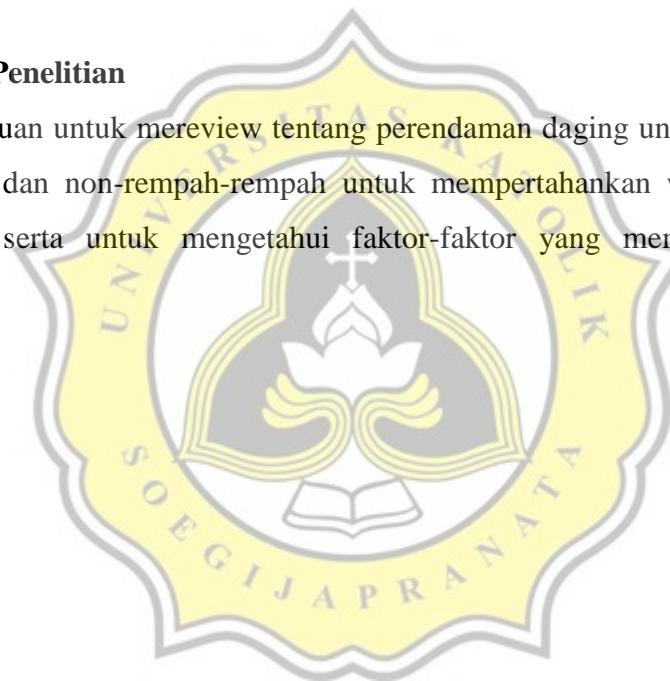 Penelitian
uan untuk mereview tentang perendaman daging un
dan non-rempah-rempah untuk mempertahankan
serta untuk mengetahui faktor-faktor yang mer
UNIVERSITAS KATOLIK
SOEGIJAPRANATA